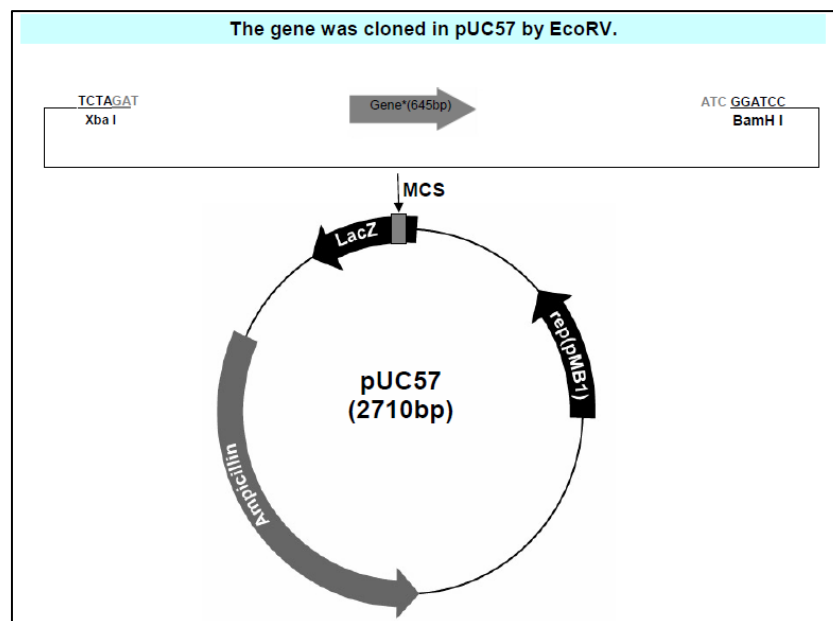 The gene was cloned in pUC57 by EcoRV.
TCTAGAT
Gene*(645bp)
ATC GGATCC
Xba I
BamH I
MCS
LacZ
rep(pMB1)
pUC57
(2710bp)
Ampicillin